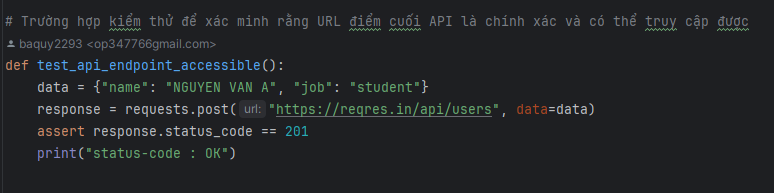 # Trường hợp kiểm thử để xác minh rằng URL điểm cuối API là chính xác và có thể truy cập được
baquy2293 <op347766gmail.com>
def test_api_endpoint_accessible():
data = {"name": "NGUYEN VAN A", "job": "student"}
response = requests.post( url: "https://reqres.in/api/users", data=data)
assert response.status_code == 201
print("status-code : OK")